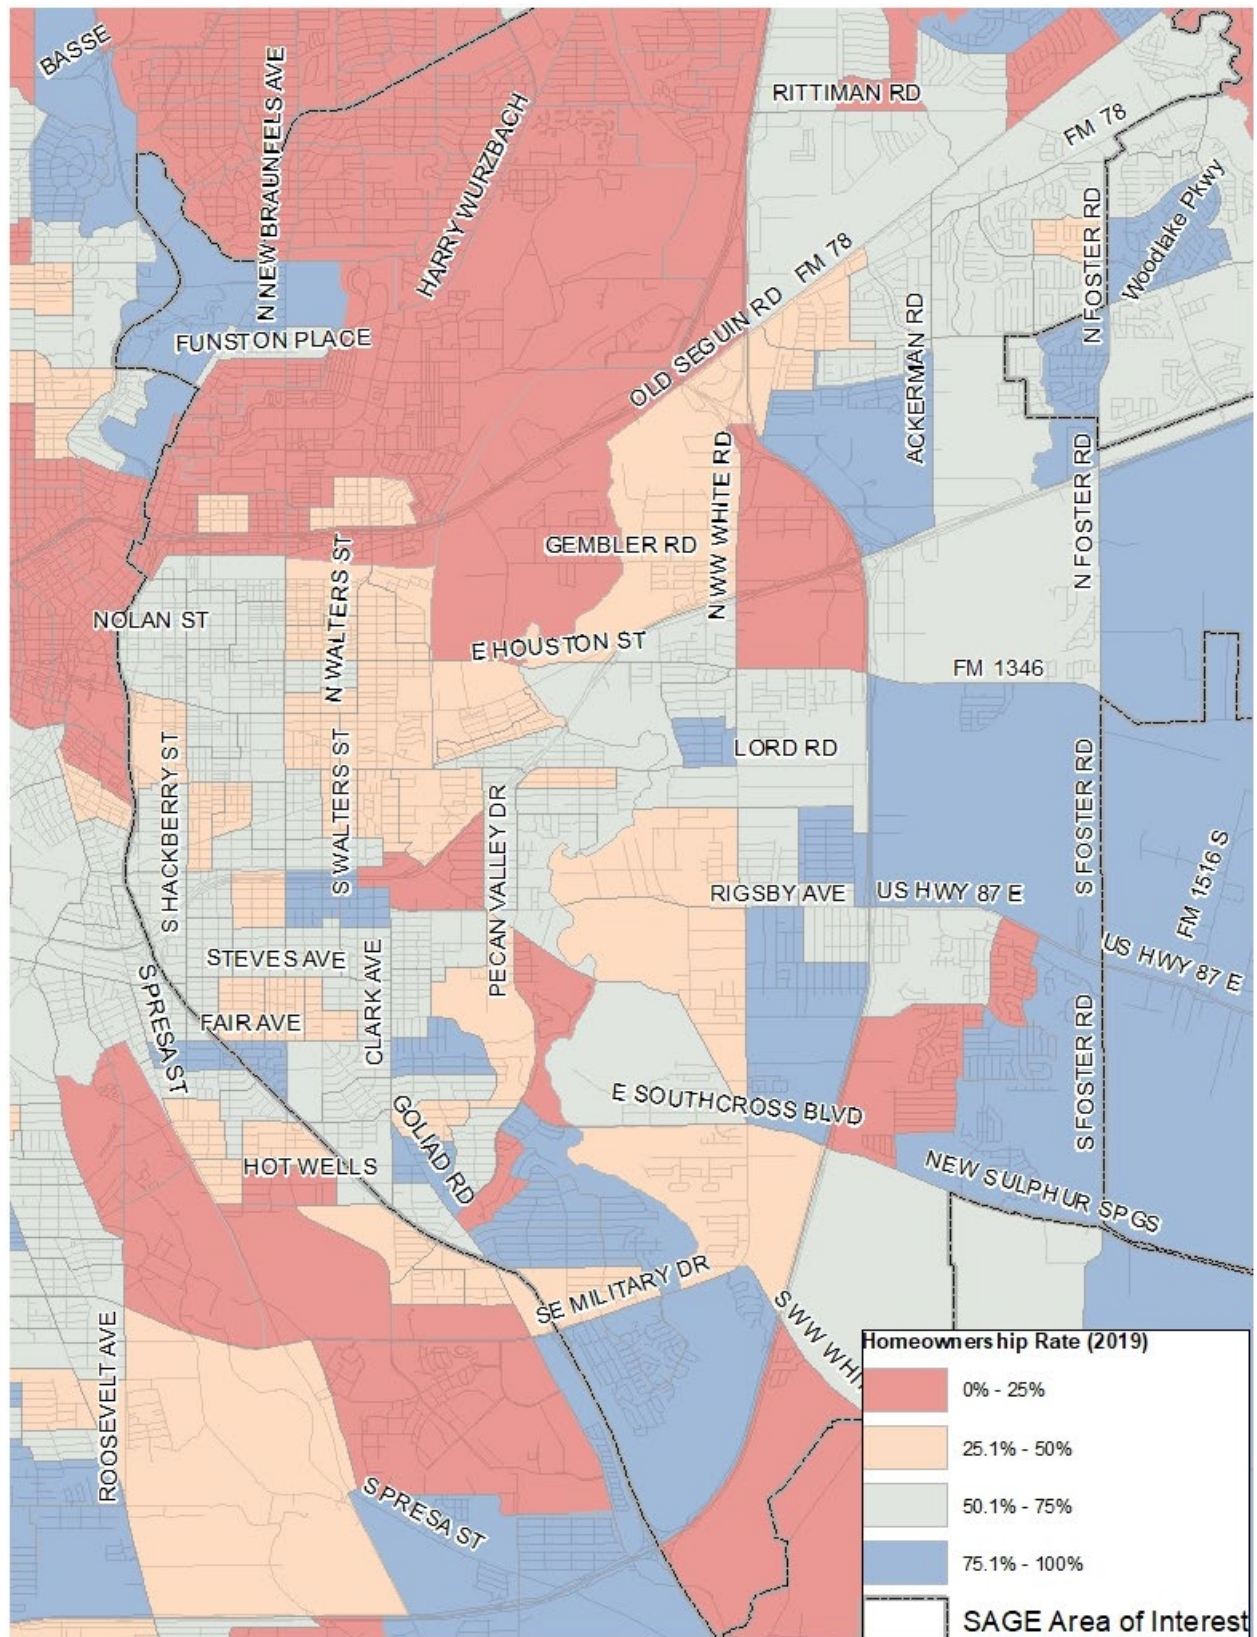 BASSE
N NEW BRAUNFELS AVE
HARRY WURZBACH
RITTIMAN RD
FM 78
N FOSTER RD
Woodlake Pkwy
FM 78
FUNSTON PLACE
OLD SEGUIN RD
ACKERMAN RD
N WW WHITE RD
N FOSTER RD
GEMBLER RD
N WALTERS ST
NOLAN ST
E HOUSTON ST
FM 1346
S HACKBERRY ST
S WALTERS ST
LORD RD
S FOSTER RD
PECAN VALLEY DR
FM 1516 S
RIGSBY AVE
US HWY 87 E
STEVES AVE
CLARK AVE
US HWY 87 E
S PRESA ST
FAIR AVE
S FOSTER RD
E SOUTHCROSS BLVD
GOLIAD RD
HOT WELLS
NEW SULPHUR SPGS
SE MILITARY DR
S WW WHI
ROOSEVELT AVE
S PRESA ST
Homeownership Rate (2019)
0% - 25%
25.1% - 50%
50.1% - 75%
75.1% - 100%
SAGE Area of Interest